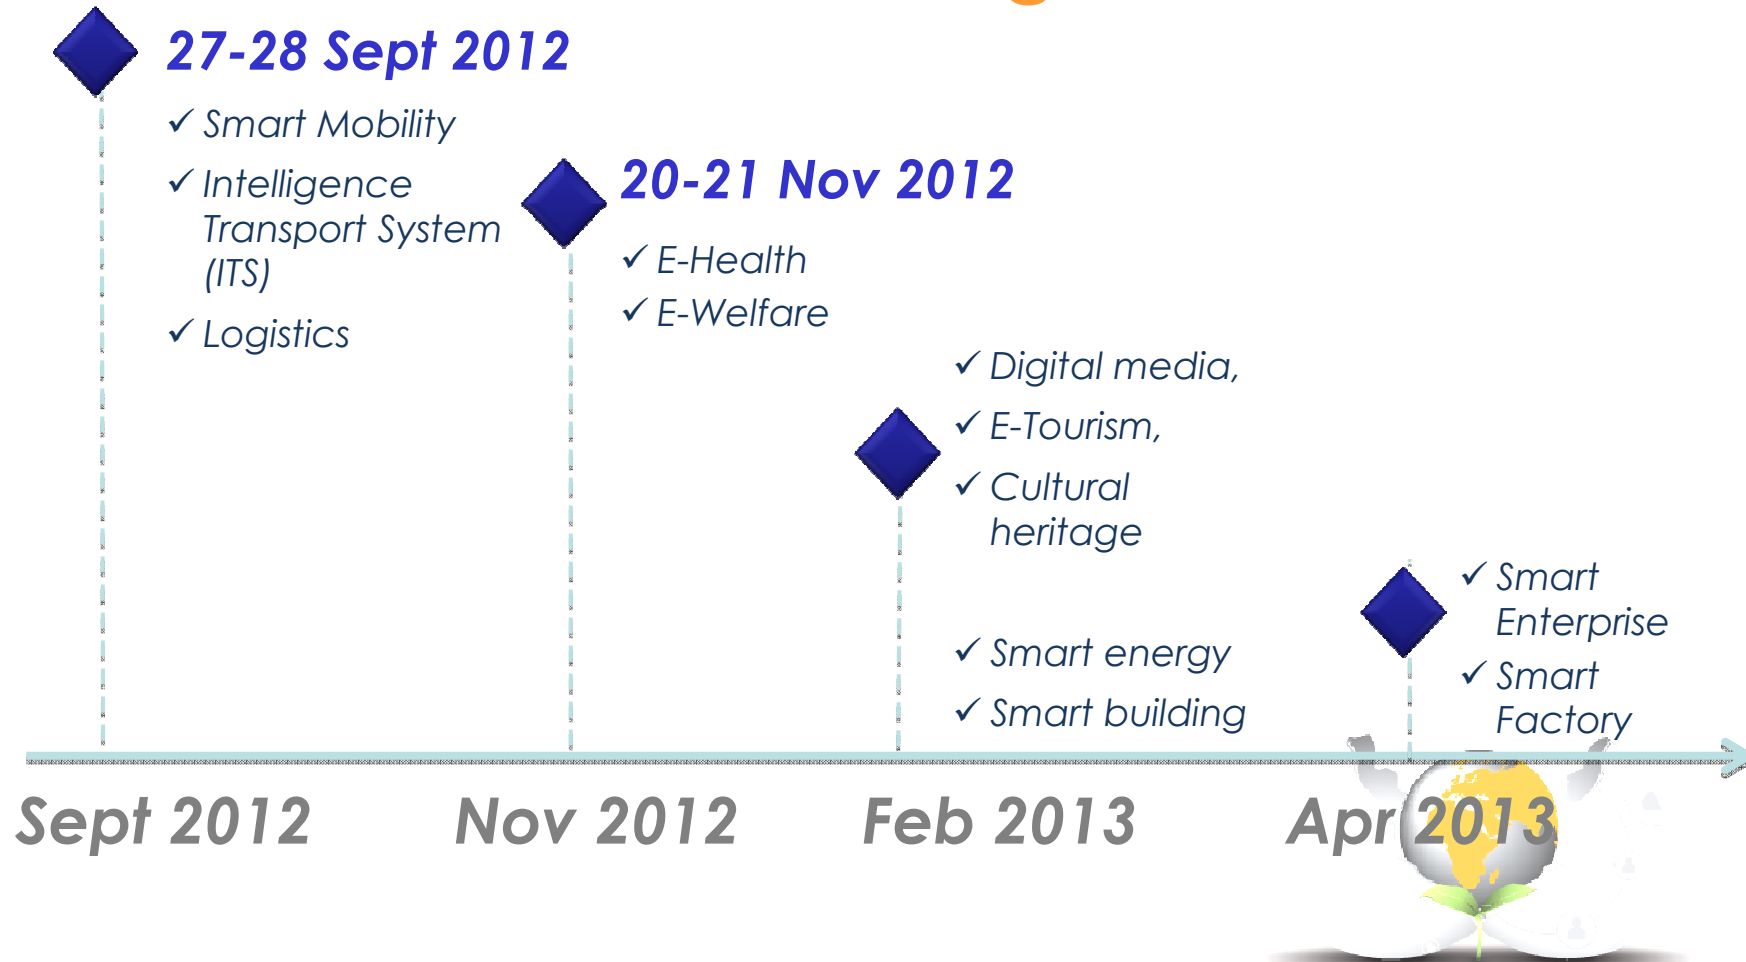 27-28 Sept 2012
✓ Smart Mobility
✓ Intelligence
Transport System
(ITS)
✓ Logistics
20-21 Nov 2012
✓ E-Health
✓ E-Welfare
✓ Digital media,
✓ E-Tourism,
✓ Cultural
heritage
✓ Smart energy
✓ Smart building
✓ Smart
Enterprise
✓ Smart
Factory
Sept 2012
Nov 2012
Feb 2013
Apr 2013